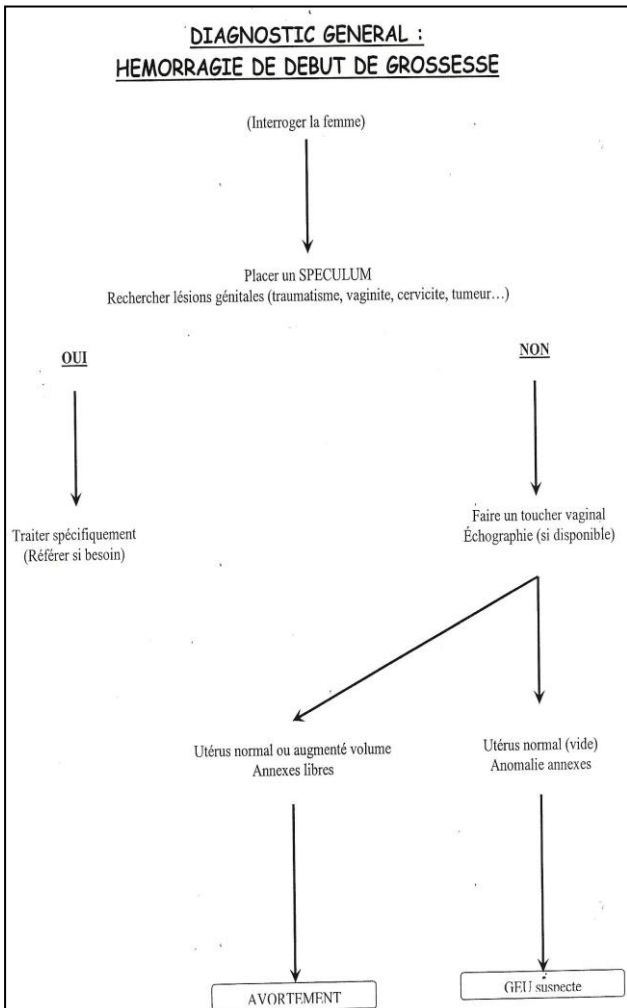 DIAGNOSTIC GENERAL :
HEMORRAGIE DE DEBUT DE GROSSESSE
(Interroger la femme)
Placer un SPECULUM
Rechercher lésions génitales (traumatisme, vaginite, cervicite, tumeur…)
OUI
NON
Traiter spécifiquement
(Référer si besoin)
Faire un toucher vaginal
Échographie (si disponible)
Utérus normal ou augmenté volume
Annexes libres
Utérus normal (vide)
Anomalie annexes
AVORTEMENT
GEU suspecte